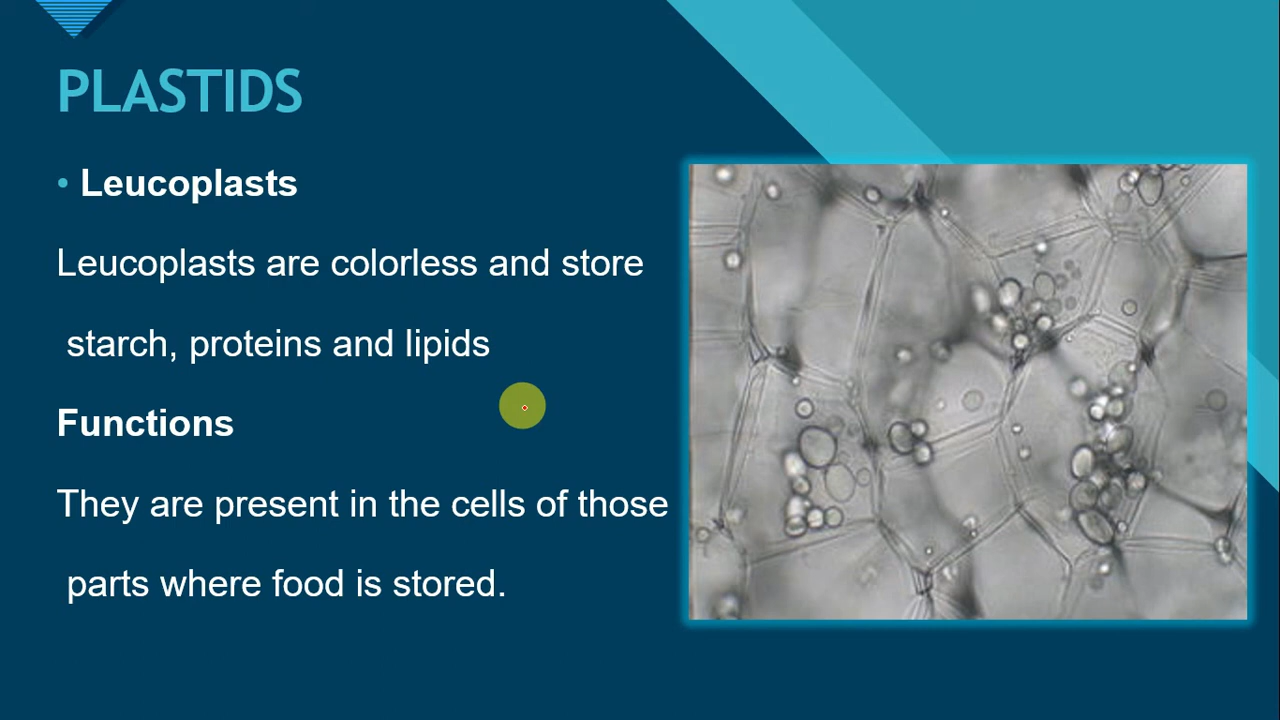 PLASTIDS
• Leucoplasts
Leucoplasts are colorless and store
starch, proteins and lipids
Functions
They are present in the cells of those
parts where food is stored.